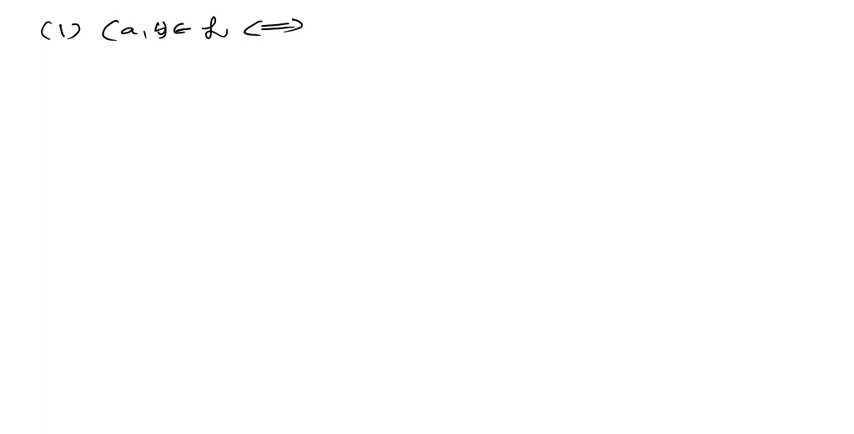 (1) (a, b) ∈ ℒ ⟺